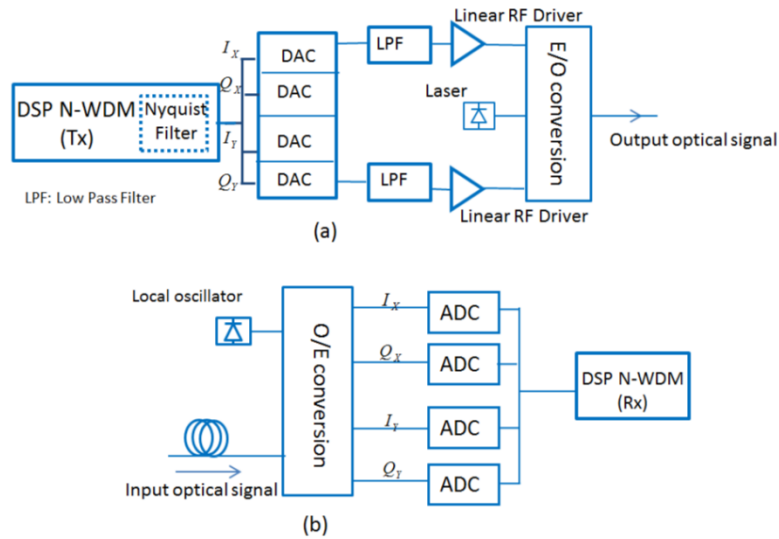 Linear RF Driver
I_X
DAC
LPF
Q_X
DAC
Laser
E/O conversion
DSP N-WDM
(Tx)
Nyquist
Filter
I_Y
DAC
Output optical signal
Q_Y
DAC
LPF
LPF: Low Pass Filter
Linear RF Driver
(a)
Local oscillator
O/E conversion
I_X
ADC
Q_X
ADC
DSP N-WDM
(Rx)
I_Y
ADC
Q_Y
ADC
Input optical signal
(b)